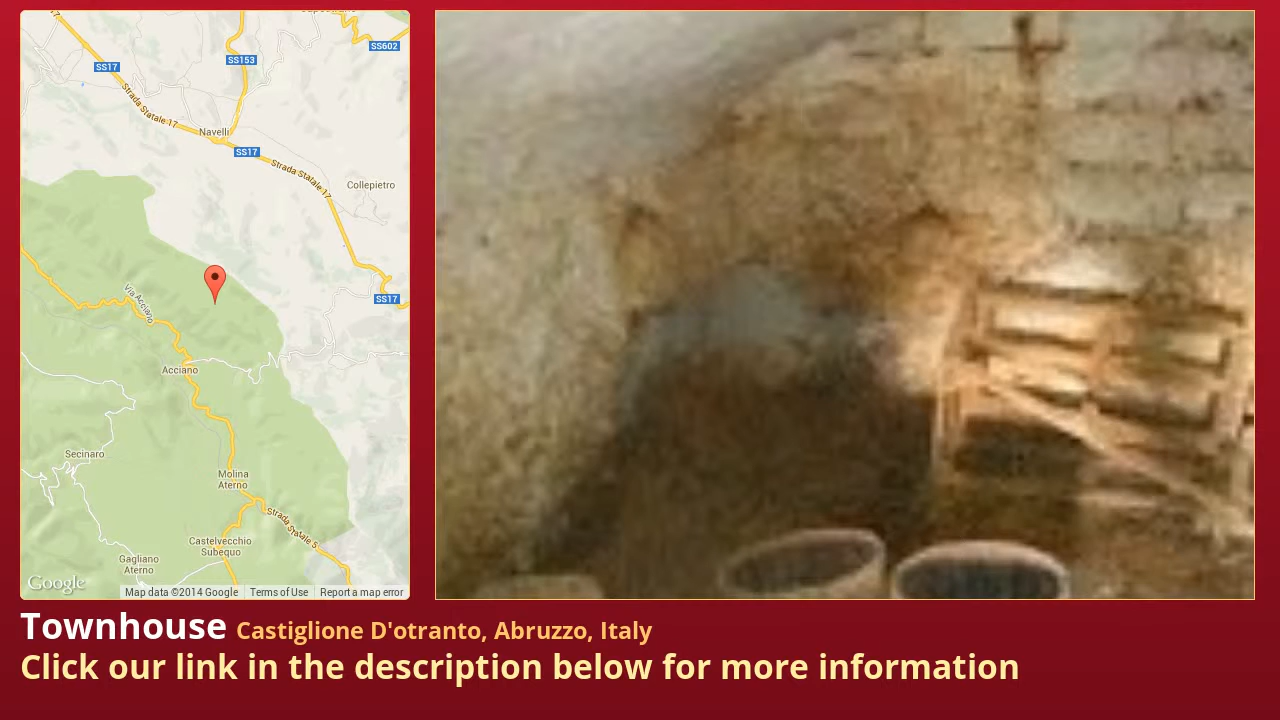 SS602
SS153
SS17
Strada Statale 17
Navelli
SS17
Strada Statale 17
Collepietro
SS17
Via Acciano
Acciano
Secinaro
Molina
Aterno
Strada Statale 5
Castelvecchio
Subequo
Gagliano
Aterno
Google
Map data ©2014 Google Terms of Use Report a map error
Townhouse Castiglione D'otranto, Abruzzo, Italy
Click our link in the description below for more information